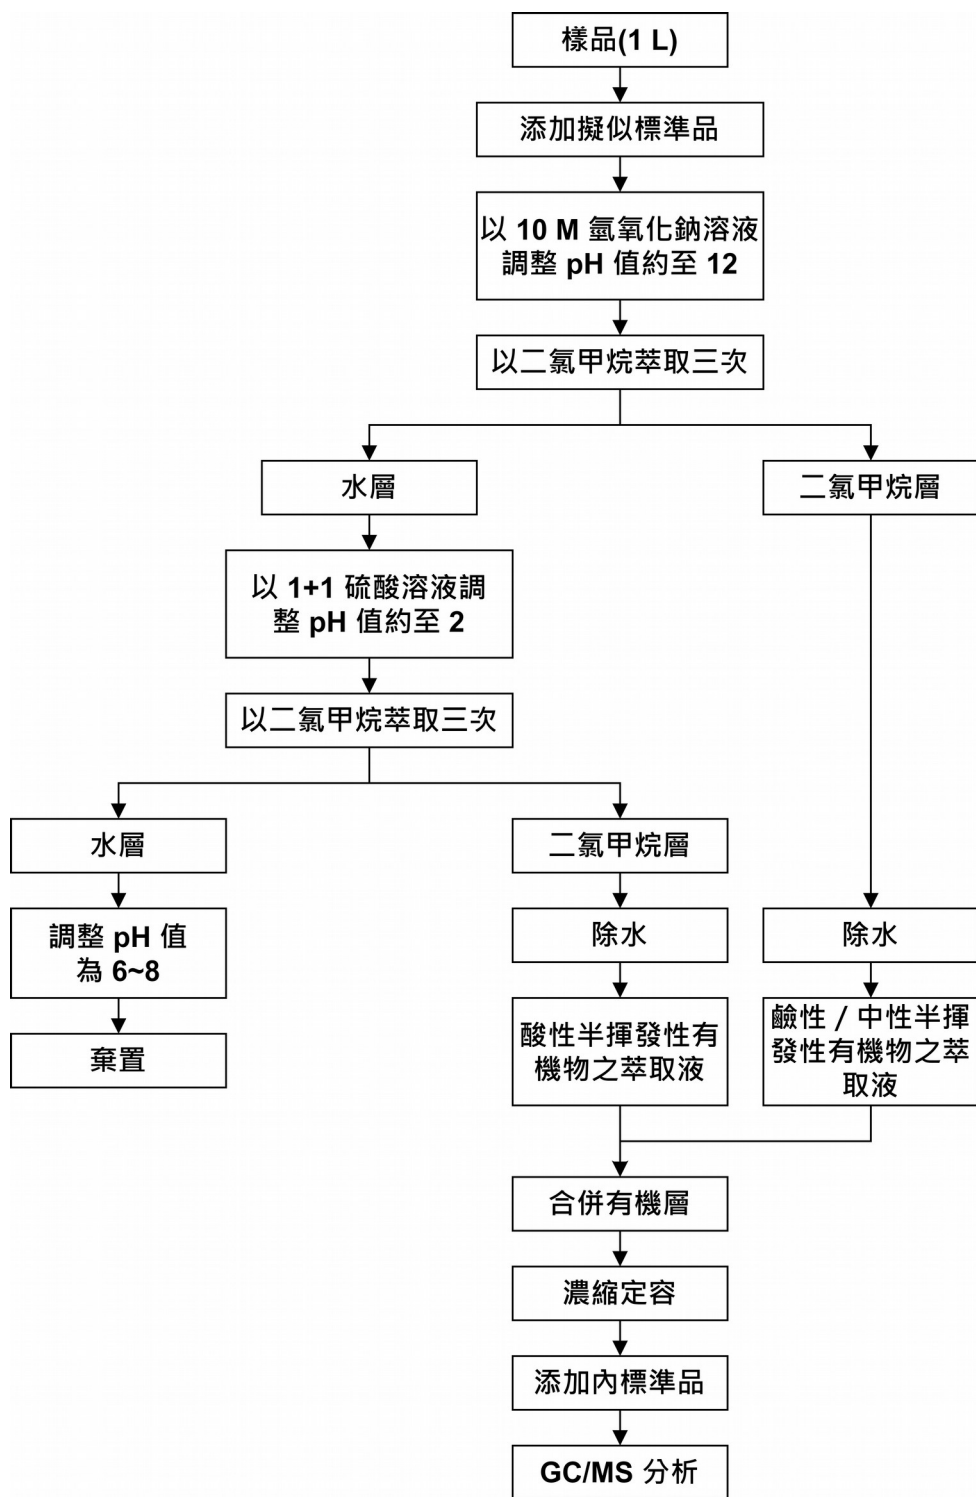 樣品(1 L)
添加擬似標準品
以 10 M 氫氧化鈉溶液
調整 pH 值約至 12
以二氯甲烷萃取三次
水層
二氯甲烷層
以 1+1 硫酸溶液調
整 pH 值約至 2
以二氯甲烷萃取三次
水層
二氯甲烷層
調整 pH 值
為 6~8
除水
除水
棄置
酸性半揮發性有
機物之萃取液
鹼性 / 中性半揮
發性有機物之萃
取液
合併有機層
濃縮定容
添加內標準品
GC/MS 分析